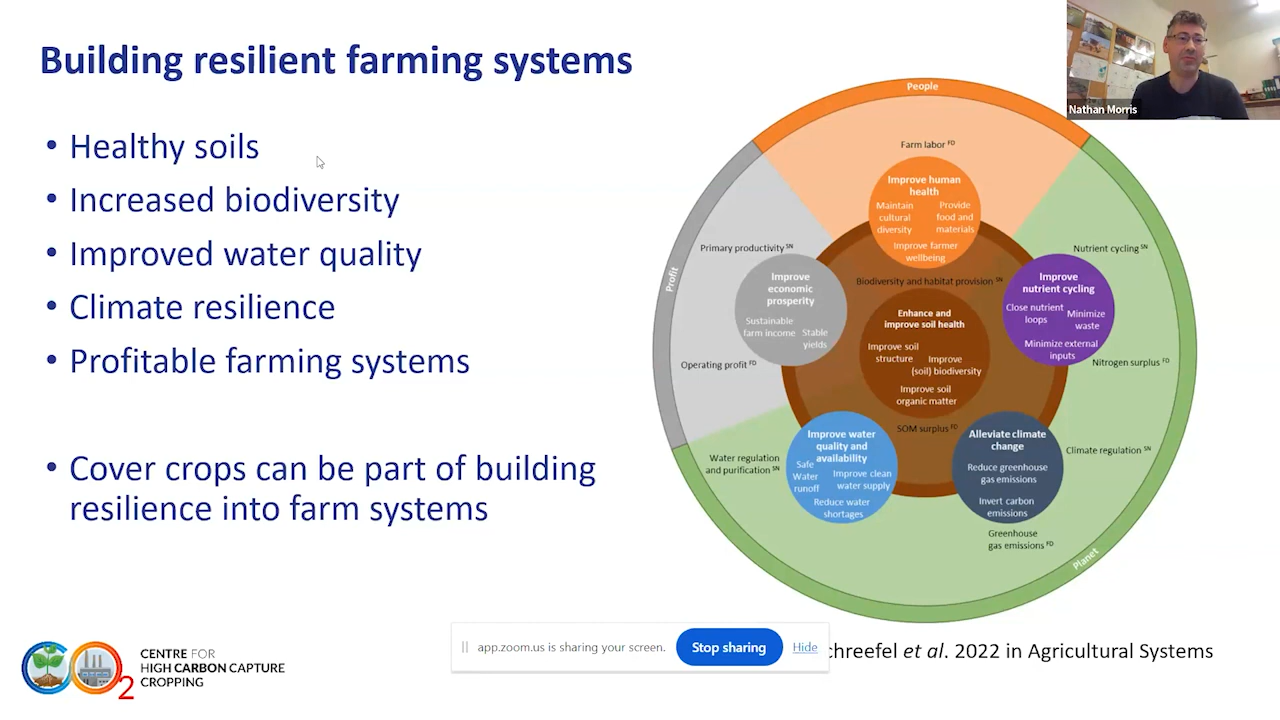 Building resilient farming systems
• Healthy soils
• Increased biodiversity
• Improved water quality
• Climate resilience
• Profitable farming systems
• Cover crops can be part of building
resilience into farm systems
Nathan Morris
People
Farm labor FD
Improve human
health
Maintain
cultural
diversity
Provide
food and
materials
Improve farmer
wellbeing
Profit
Primary productivity SN
Improve
economic
prosperity
Sustainable
farm income
Stable
yields
Operating profit FD
Biodiversity and habitat provision SN
Enhance and
improve soil health
Improve soil
structure
Improve
(soil) biodiversity
Improve soil
organic matter
SOM surplus FD
Nutrient cycling SN
Improve
nutrient cycling
Close nutrient
loops
Minimize
waste
Minimize external
inputs
Nitrogen surplus FD
Water regulation
and purification SN
Improve water
quality and
availability
Safe
Water
runoff
Improve clean
water supply
Reduce water
shortages
Alleviate climate
change
Reduce greenhouse
gas emissions
Invert carbon
emissions
Climate regulation SN
Greenhouse
gas emissions FD
Planet
app.zoom.us is sharing your screen.
Stop sharing
Hide
chreefel et al. 2022 in Agricultural Systems
2
CENTRE FOR
HIGH CARBON CAPTURE
CROPPING